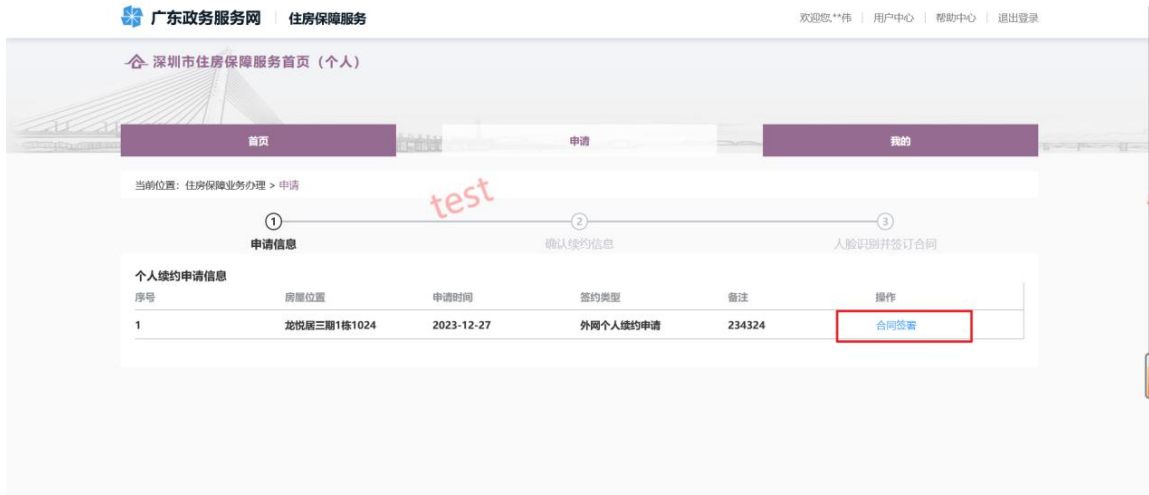 广东政务服务网 住房保障服务 欢迎您,**伟 用户中心 帮助中心 退出登录
深圳市住房保障服务首页（个人）
首页 申请 我的
当前位置：住房保障业务办理 > 申请
test
1 2 3
申请信息 确认续约信息 人脸识别并签订合同
个人续约申请信息
序号 房屋位置 申请时间 签约类型 备注 操作
1 龙悦居三期1栋1024 2023-12-27 外网个人续约申请 234324 合同签署